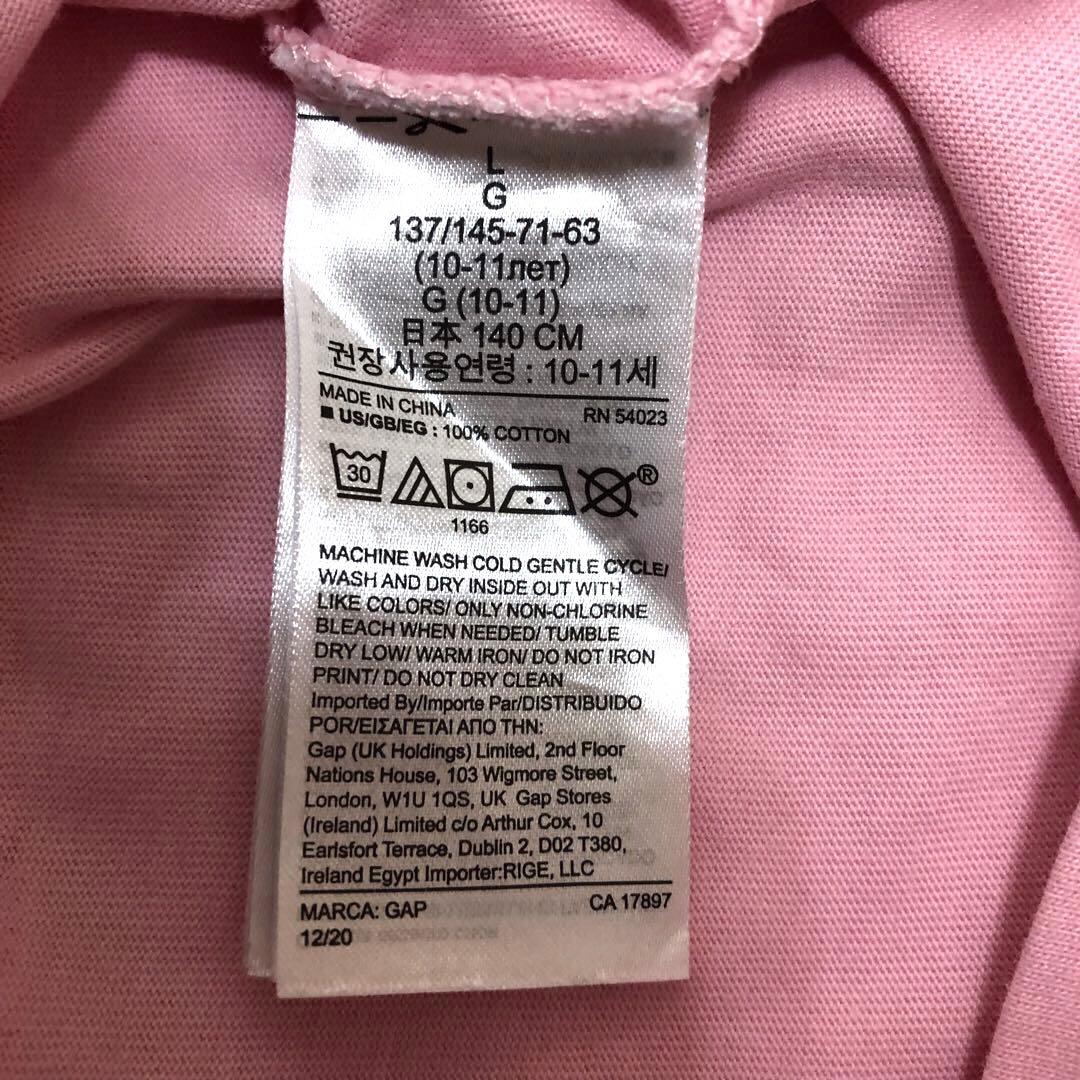 L
G
137/145-71-63
(10-11лет)
G (10-11)
日本 140 CM
권장사용연령 : 10-11세
MADE IN CHINA RN 54023
■ US/GB/EG : 100% COTTON
30 ®
1166
MACHINE WASH COLD GENTLE CYCLE/
WASH AND DRY INSIDE OUT WITH
LIKE COLORS/ ONLY NON-CHLORINE
BLEACH WHEN NEEDED/ TUMBLE
DRY LOW/ WARM IRON/ DO NOT IRON
PRINT/ DO NOT DRY CLEAN
Imported By/Importe Par/DISTRIBUIDO
POR/ΕΙΣΑΓΕΤΑΙ ΑΠΟ ΤΗΝ:
Gap (UK Holdings) Limited, 2nd Floor
Nations House, 103 Wigmore Street,
London, W1U 1QS, UK Gap Stores
(Ireland) Limited c/o Arthur Cox, 10
Earlsfort Terrace, Dublin 2, D02 T380,
Ireland Egypt Importer:RIGE, LLC
MARCA: GAP CA 17897
12/20